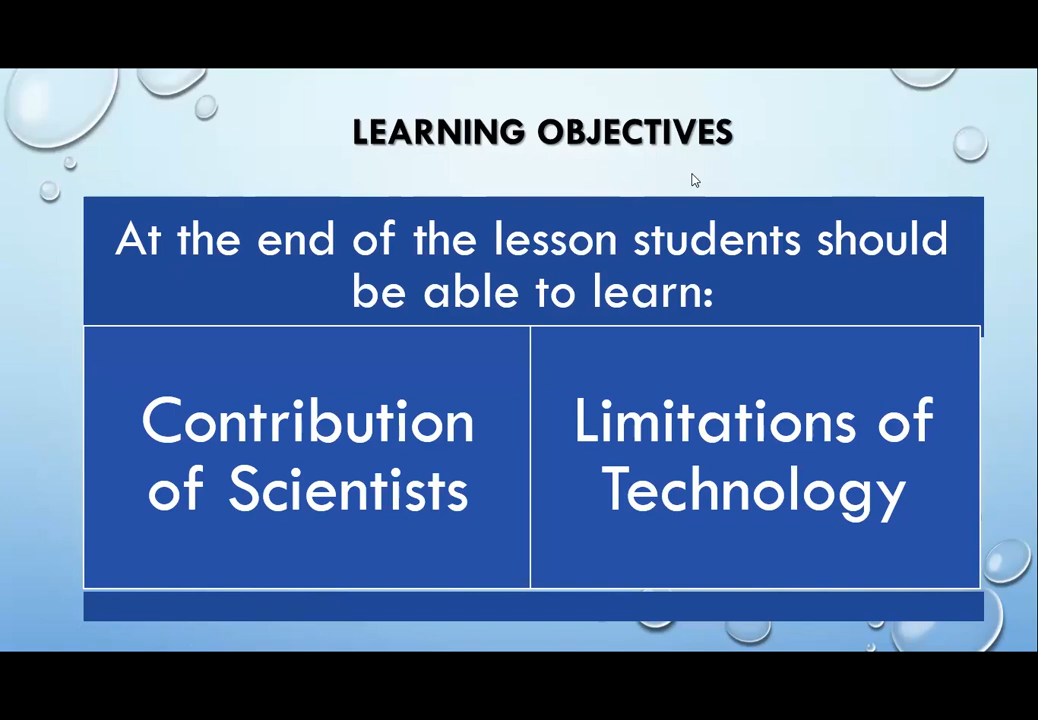 LEARNING OBJECTIVES
At the end of the lesson students should
be able to learn:
Contribution
of Scientists
Limitations of
Technology